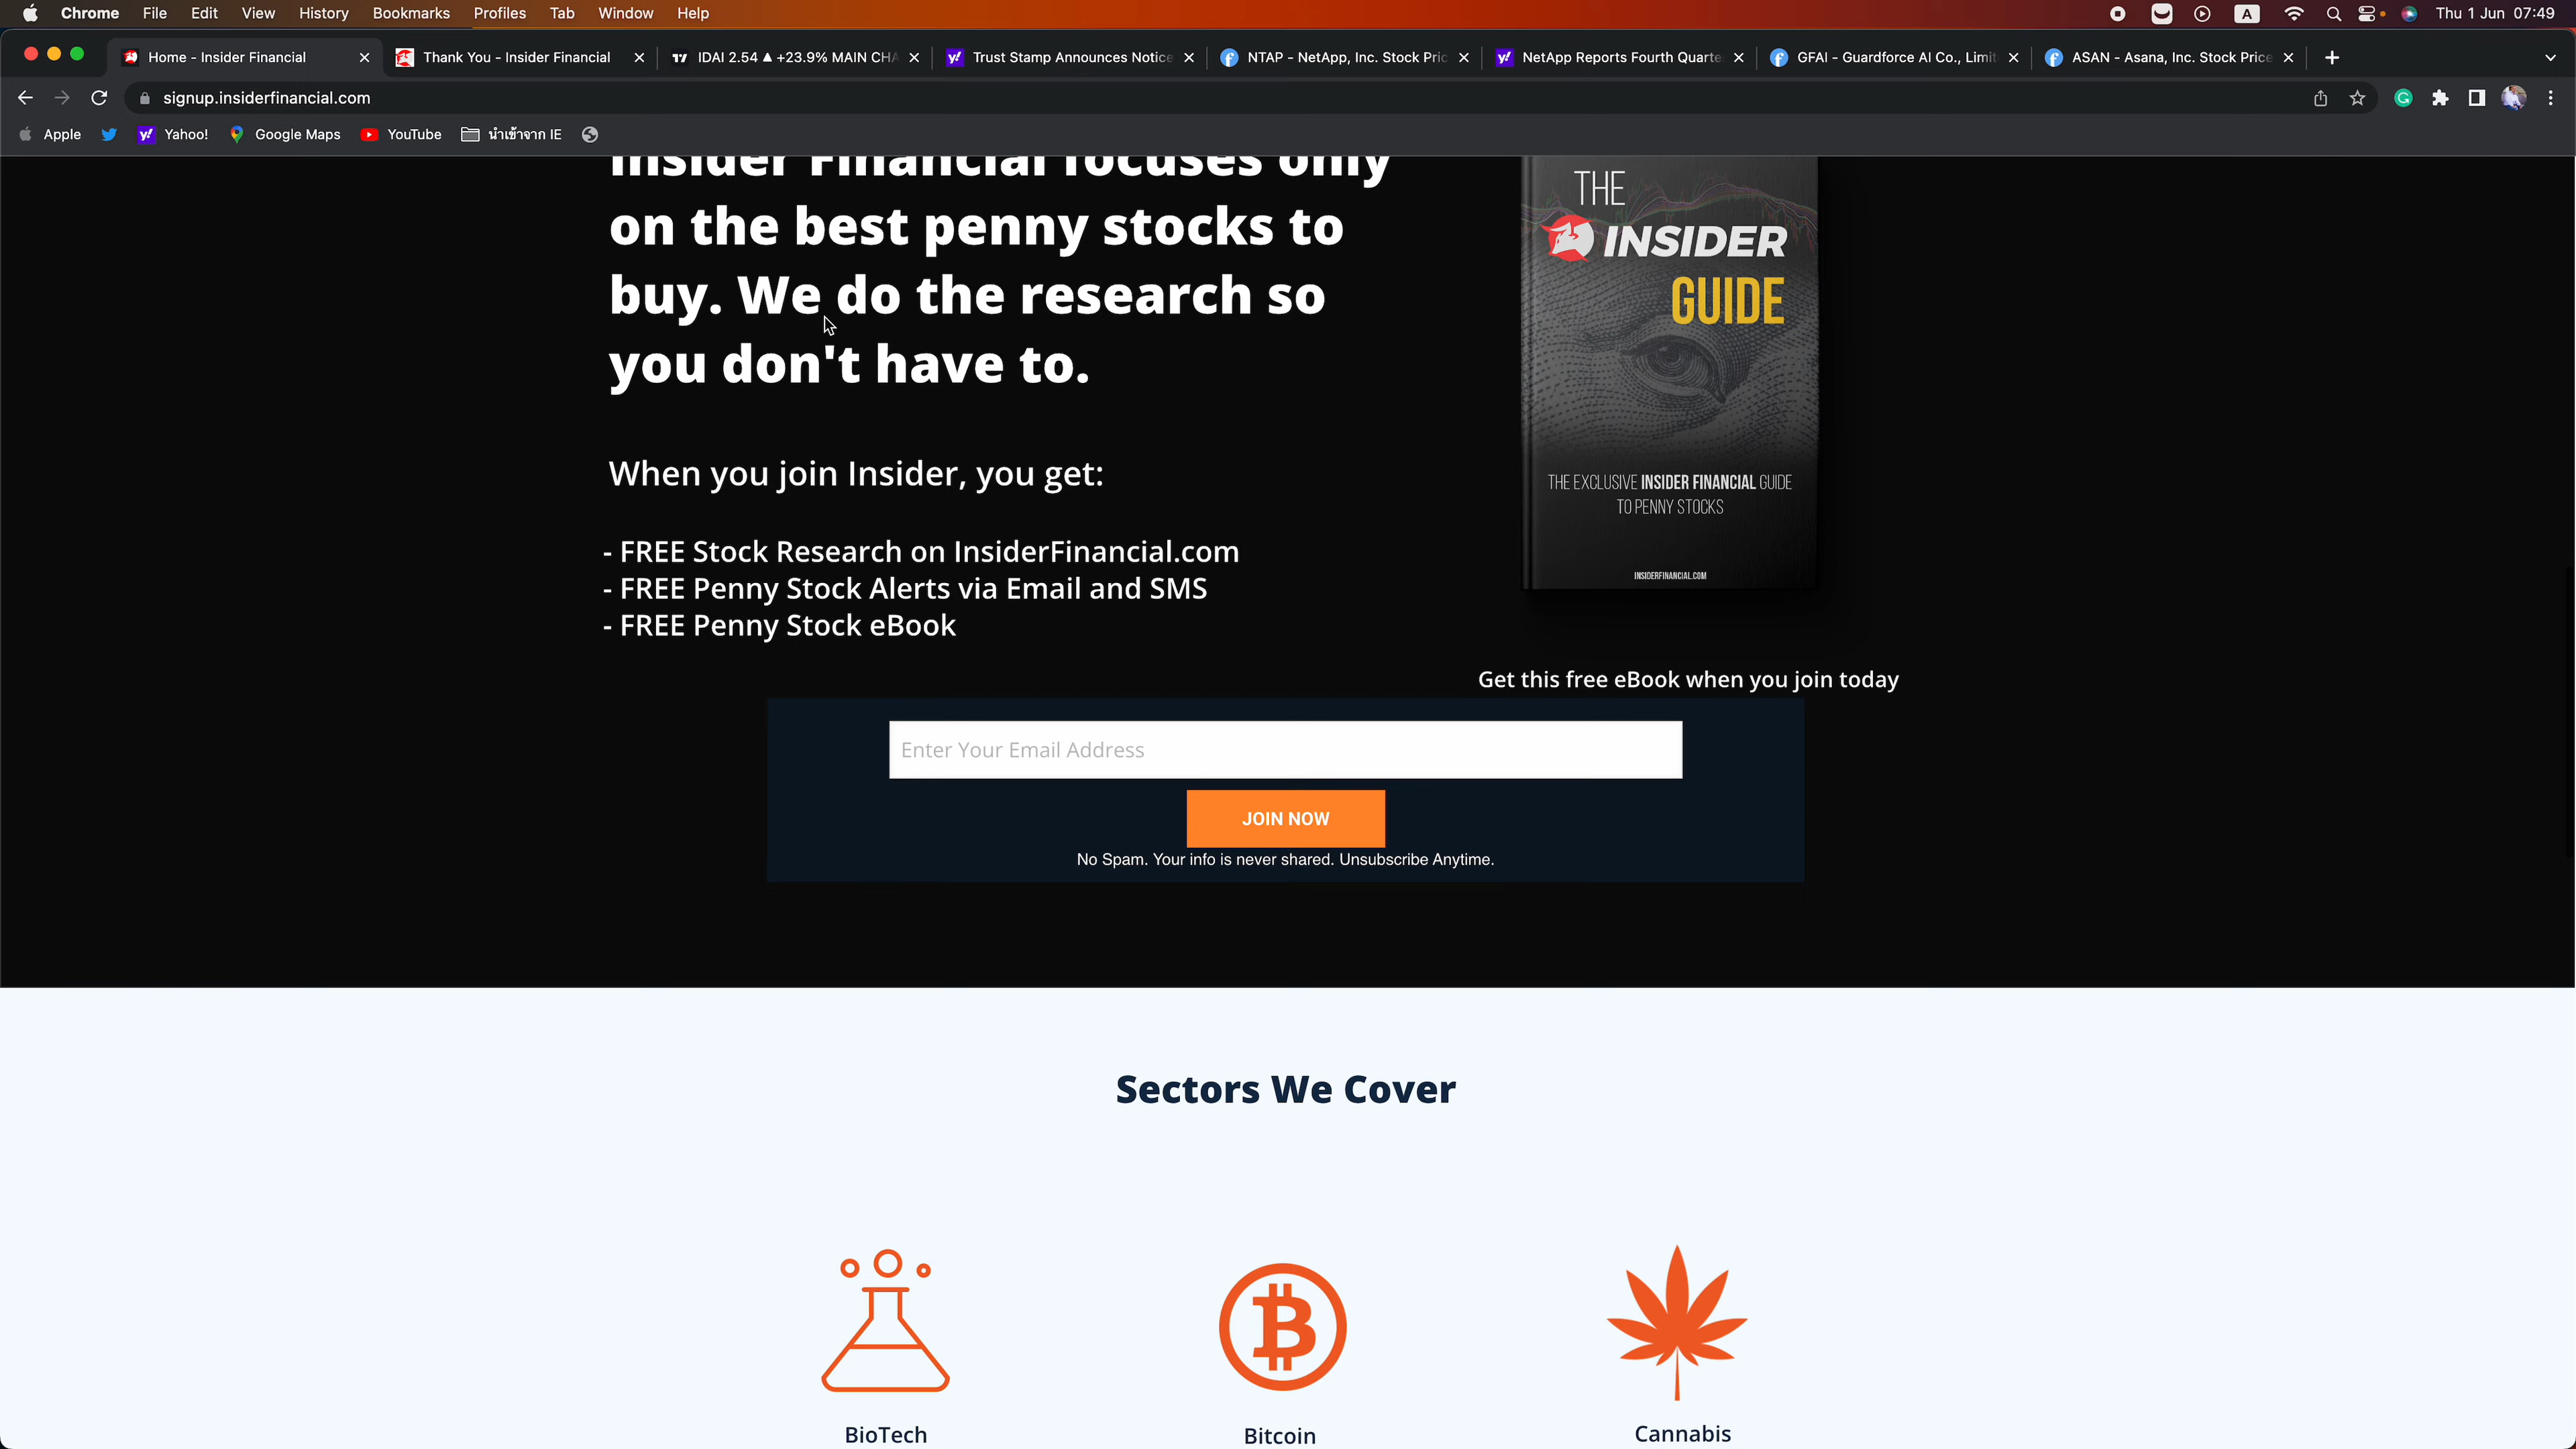 Chrome File Edit View History Bookmarks Profiles Tab Window Help A Thu 1 Jun 07:49
Home - Insider Financial Thank You - Insider Financial IDAI 2.54 ▲ +23.9% MAIN CHA Trust Stamp Announces Notice NTAP - NetApp, Inc. Stock Pric NetApp Reports Fourth Quarte GFAI - Guardforce AI Co., Limit ASAN - Asana, Inc. Stock Price
signup.insiderfinancial.com
Apple Yahoo! Google Maps YouTube นำเข้าจาก IE
Insider Financial focuses only
on the best penny stocks to
buy. We do the research so
you don't have to.
When you join Insider, you get:
- FREE Stock Research on InsiderFinancial.com
- FREE Penny Stock Alerts via Email and SMS
- FREE Penny Stock eBook
THE
INSIDER
GUIDE
THE EXCLUSIVE INSIDER FINANCIAL GUIDE
TO PENNY STOCKS
INSIDERFINANCIAL.COM
Get this free eBook when you join today
Enter Your Email Address
JOIN NOW
No Spam. Your info is never shared. Unsubscribe Anytime.
Sectors We Cover
BioTech
Bitcoin
Cannabis